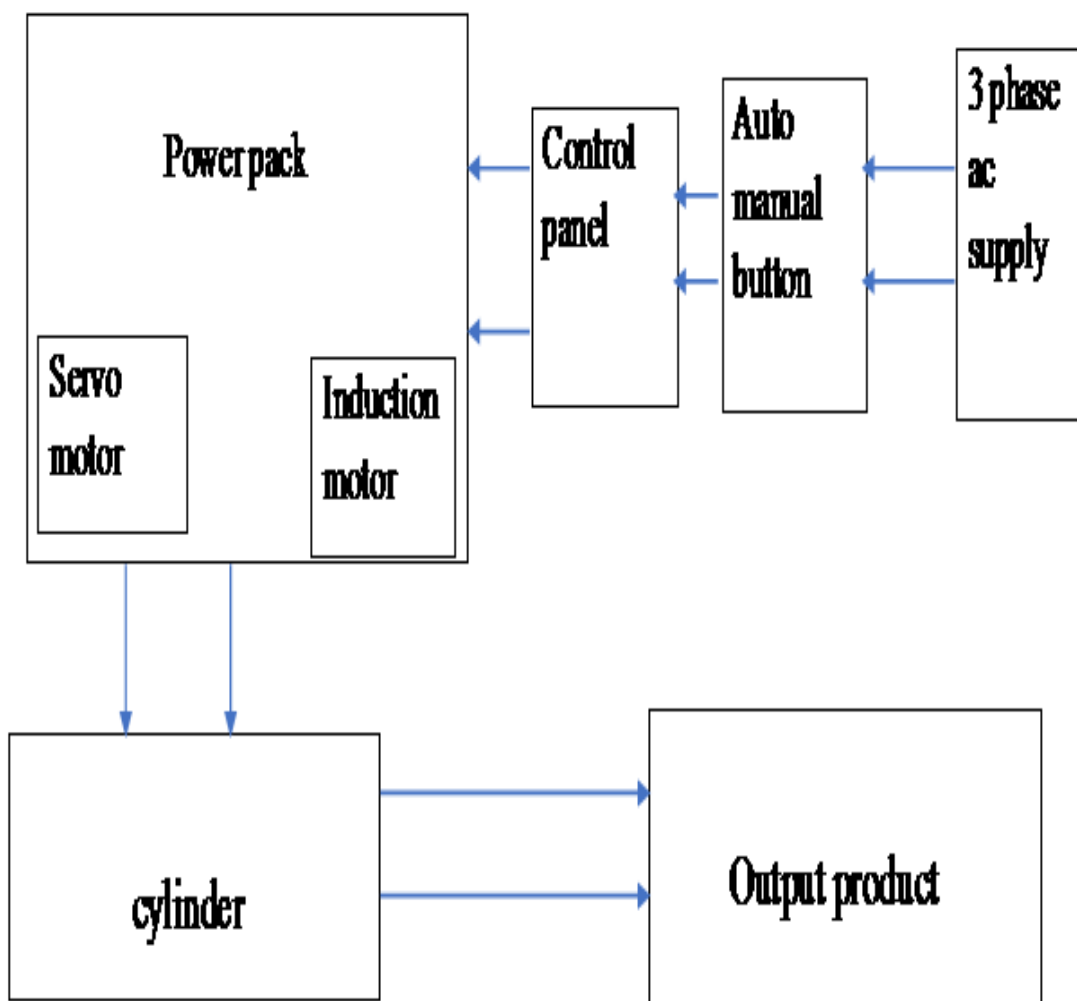 Power pack
Servo
motor
Induction
motor
Control
panel
Auto
manual
button
3 phase
ac
supply
cylinder
Output product